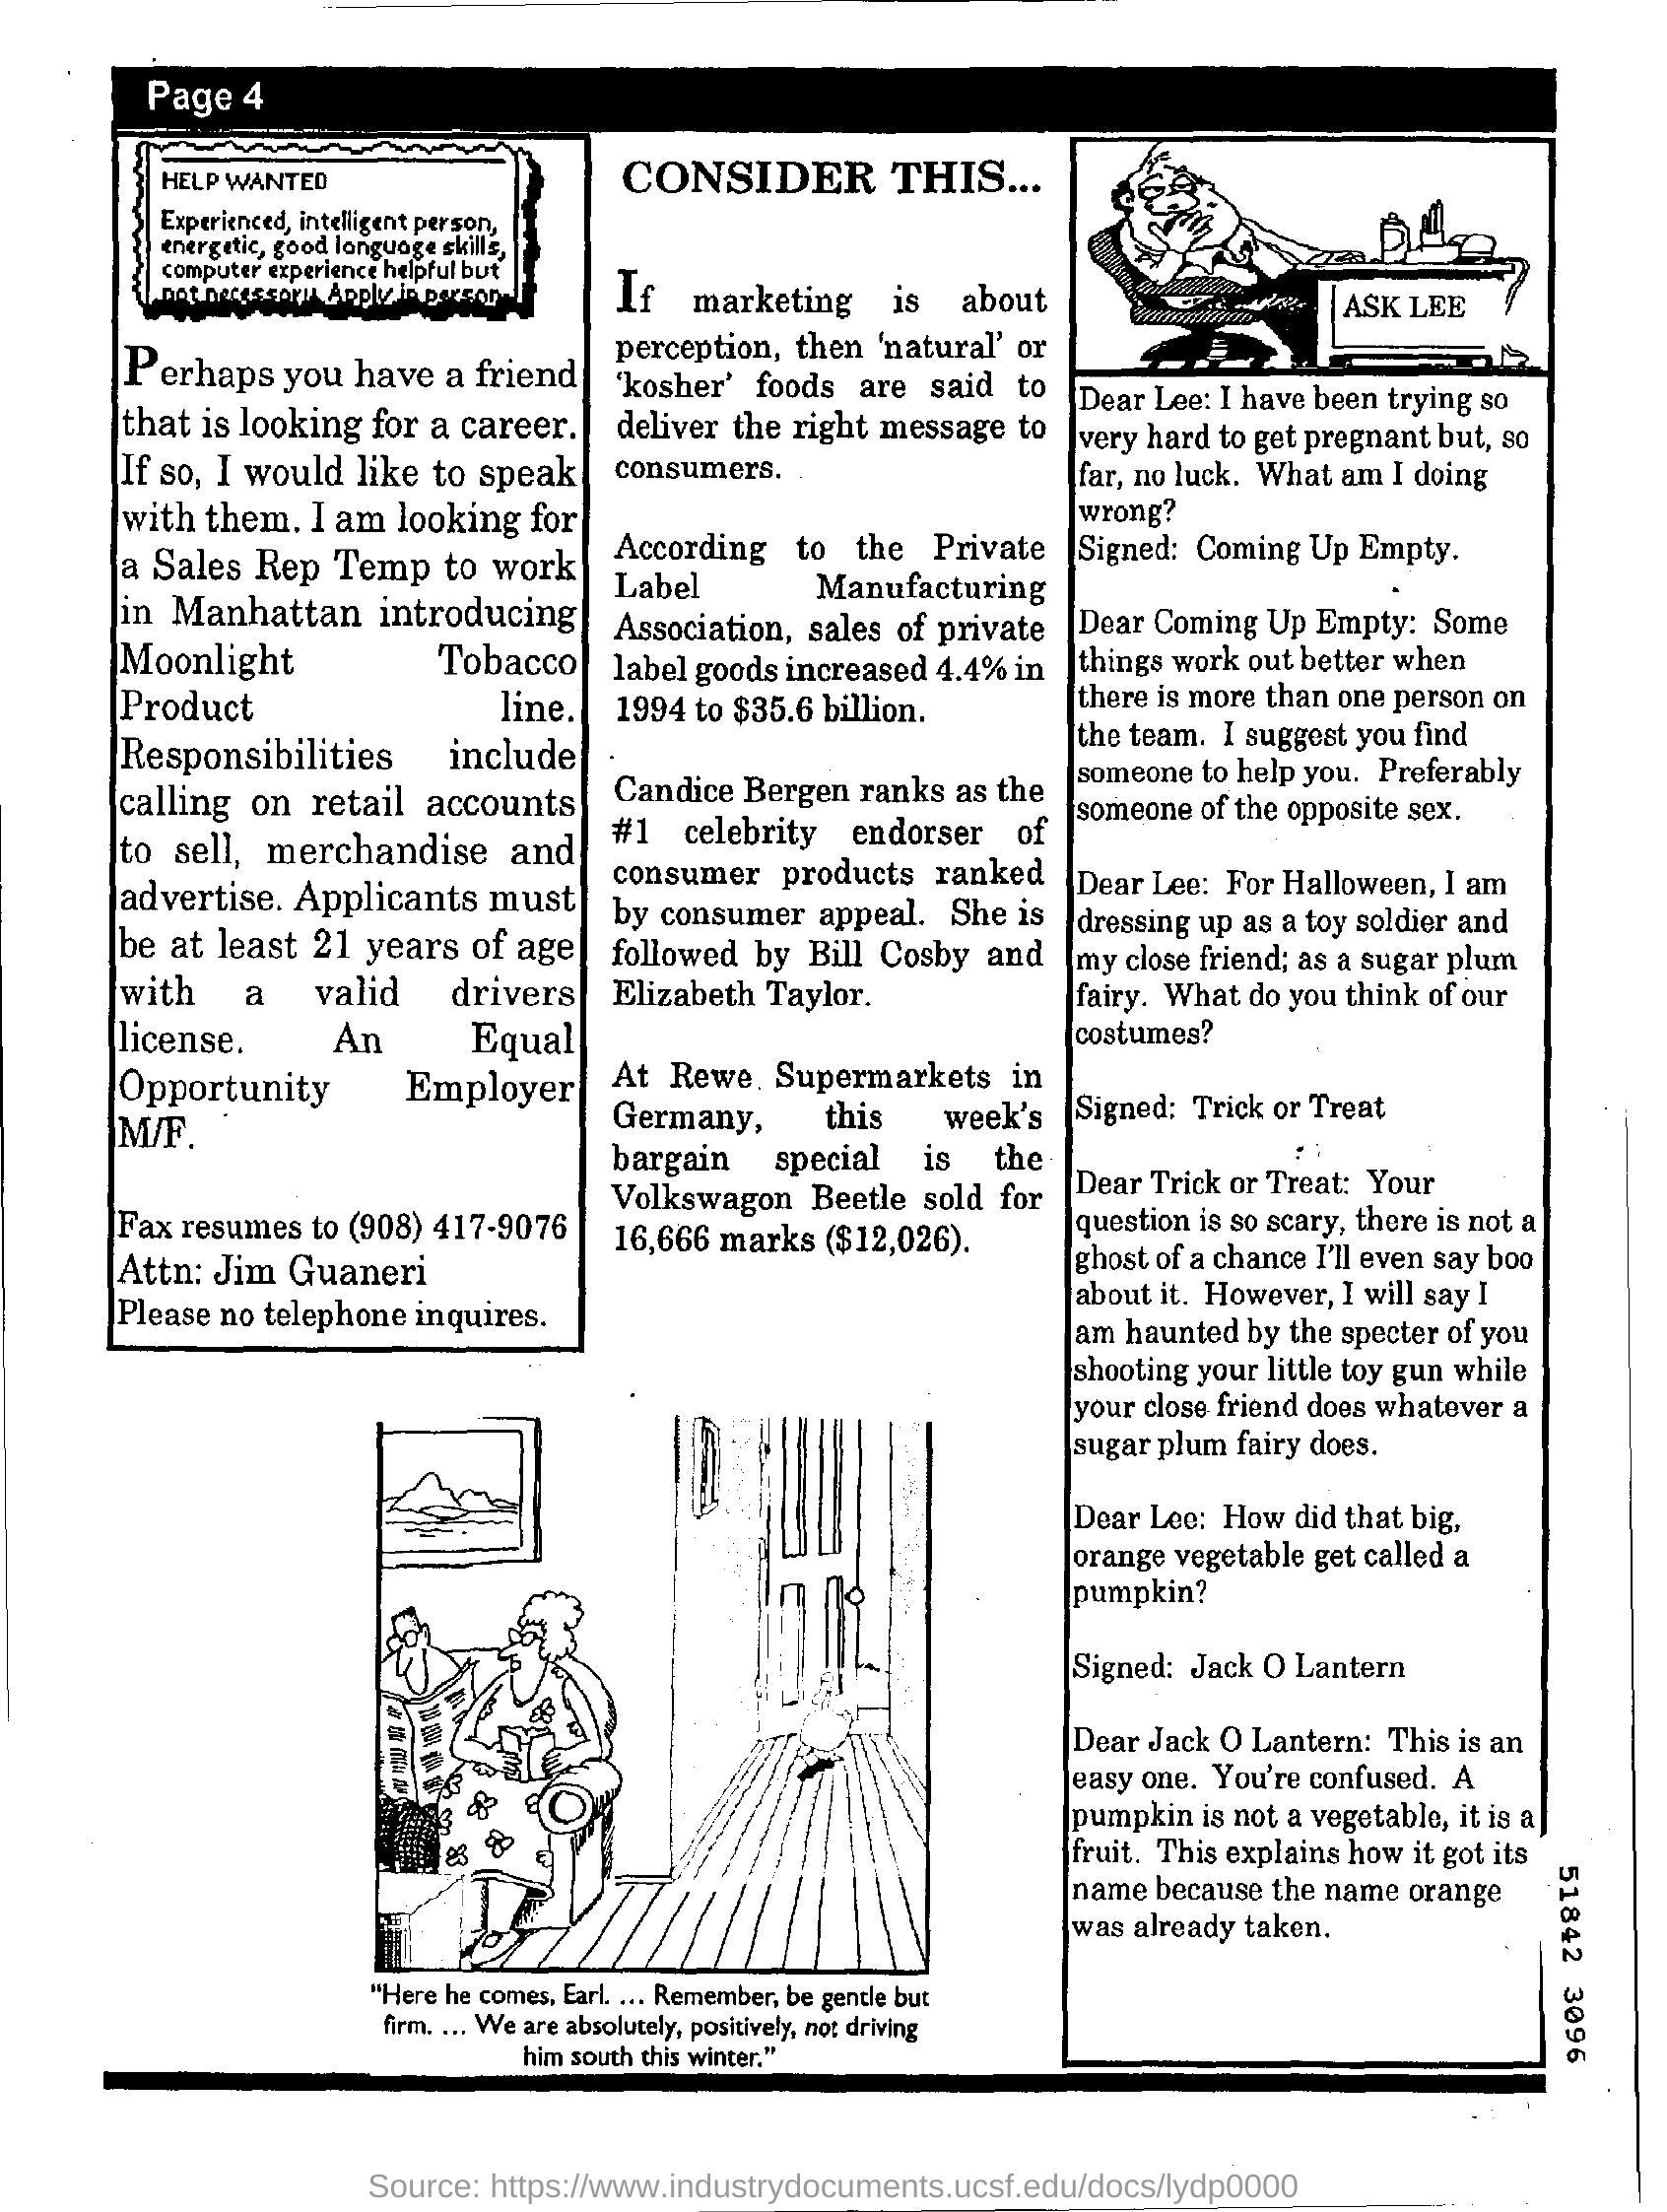 Page 4
HELP WANTED
Experienced, intelligent person,
energetic, good language skills,
computer experience helpful but
not necessary. Apply in person
Perhaps you have a friend
that is looking for a career.
If so, I would like to speak
with them. I am looking for
a Sales Rep Temp to work
in Manhattan introducing
Moonlight Tobacco
Product line.
Responsibilities include
calling on retail accounts
to sell, merchandise and
advertise. Applicants must
be at least 21 years of age
with a valid drivers
license. An Equal
Opportunity Employer
M/F.
Fax resumes to (908) 417-9076
Attn: Jim Guaneri
Please no telephone inquires.
CONSIDER THIS...
If marketing is about
perception, then 'natural' or
'kosher' foods are said to
deliver the right message to
consumers.
According to the Private
Label Manufacturing
Association, sales of private
label goods increased 4.4% in
1994 to $35.6 billion.
Candice Bergen ranks as the
#1 celebrity endorser of
consumer products ranked
by consumer appeal. She is
followed by Bill Cosby and
Elizabeth Taylor.
At Rewe Supermarkets in
Germany, this week's
bargain special is the
Volkswagon Beetle sold for
16,666 marks ($12,026).
"Here he comes, Earl. ... Remember, be gentle but
firm. ... We are absolutely, positively, not driving
him south this winter."
ASK LEE
Dear Lee: I have been trying so
very hard to get pregnant but, so
far, no luck. What am I doing
wrong?
Signed: Coming Up Empty.
Dear Coming Up Empty: Some
things work out better when
there is more than one person on
the team. I suggest you find
someone to help you. Preferably
someone of the opposite sex.
Dear Lee: For Halloween, I am
dressing up as a toy soldier and
my close friend; as a sugar plum
fairy. What do you think of our
costumes?
Signed: Trick or Treat
Dear Trick or Treat: Your
question is so scary, there is not a
ghost of a chance I'll even say boo
about it. However, I will say I
am haunted by the specter of you
shooting your little toy gun while
your close friend does whatever a
sugar plum fairy does.
Dear Lee: How did that big,
orange vegetable get called a
pumpkin?
Signed: Jack O Lantern
Dear Jack O Lantern: This is an
easy one. You're confused. A
pumpkin is not a vegetable, it is a
fruit. This explains how it got its
name because the name orange
was already taken.
51842 3096
Source: https://www.industrydocuments.ucsf.edu/docs/lydp0000